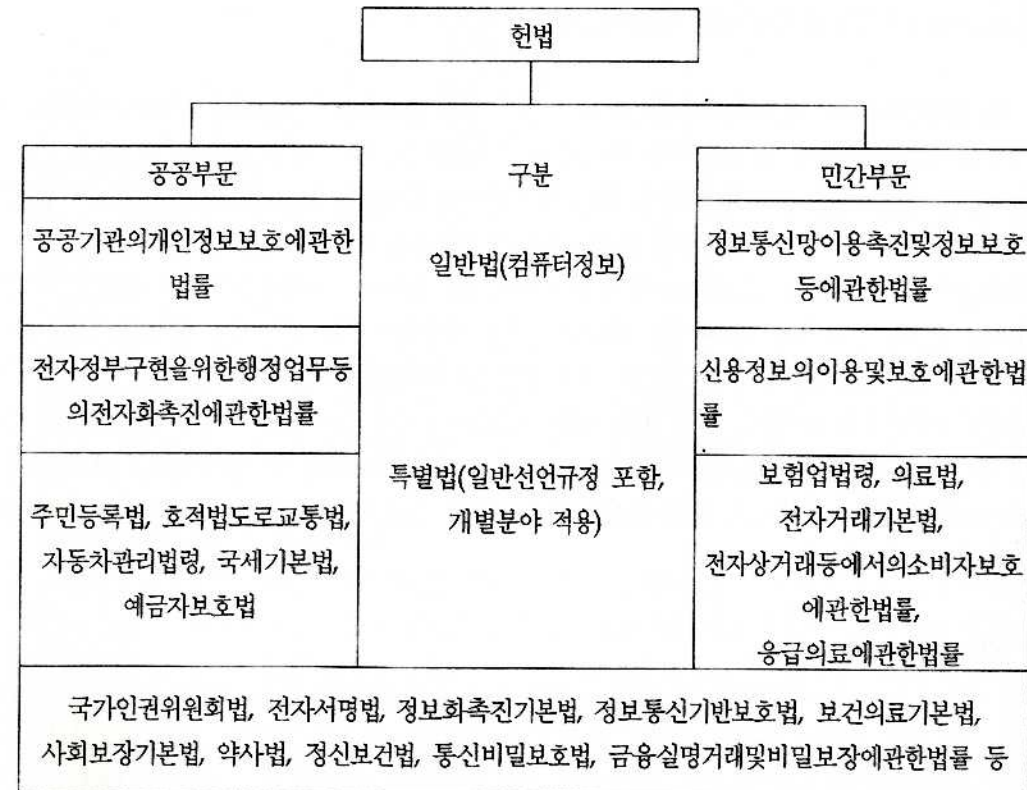 헌법
공공부문
구분
민간부문
공공기관의개인정보보호에관한
법률
일반법(컴퓨터정보)
정보통신망이용촉진및정보보호
등에관한법률
전자정부구현을위한행정업무등
의전자화촉진에관한법률
신용정보의이용및보호에관한법
률
주민등록법, 호적법도로교통법,
자동차관리법령, 국세기본법,
예금자보호법
특별법(일반선언규정 포함,
개별분야 적용)
보험업법령, 의료법,
전자거래기본법,
전자상거래등에서의소비자보호
에관한법률,
응급의료에관한법률
국가인권위원회법, 전자서명법, 정보화촉진기본법, 정보통신기반보호법, 보건의료기본법,
사회보장기본법, 약사법, 정신보건법, 통신비밀보호법, 금융실명거래및비밀보장에관한법률 등